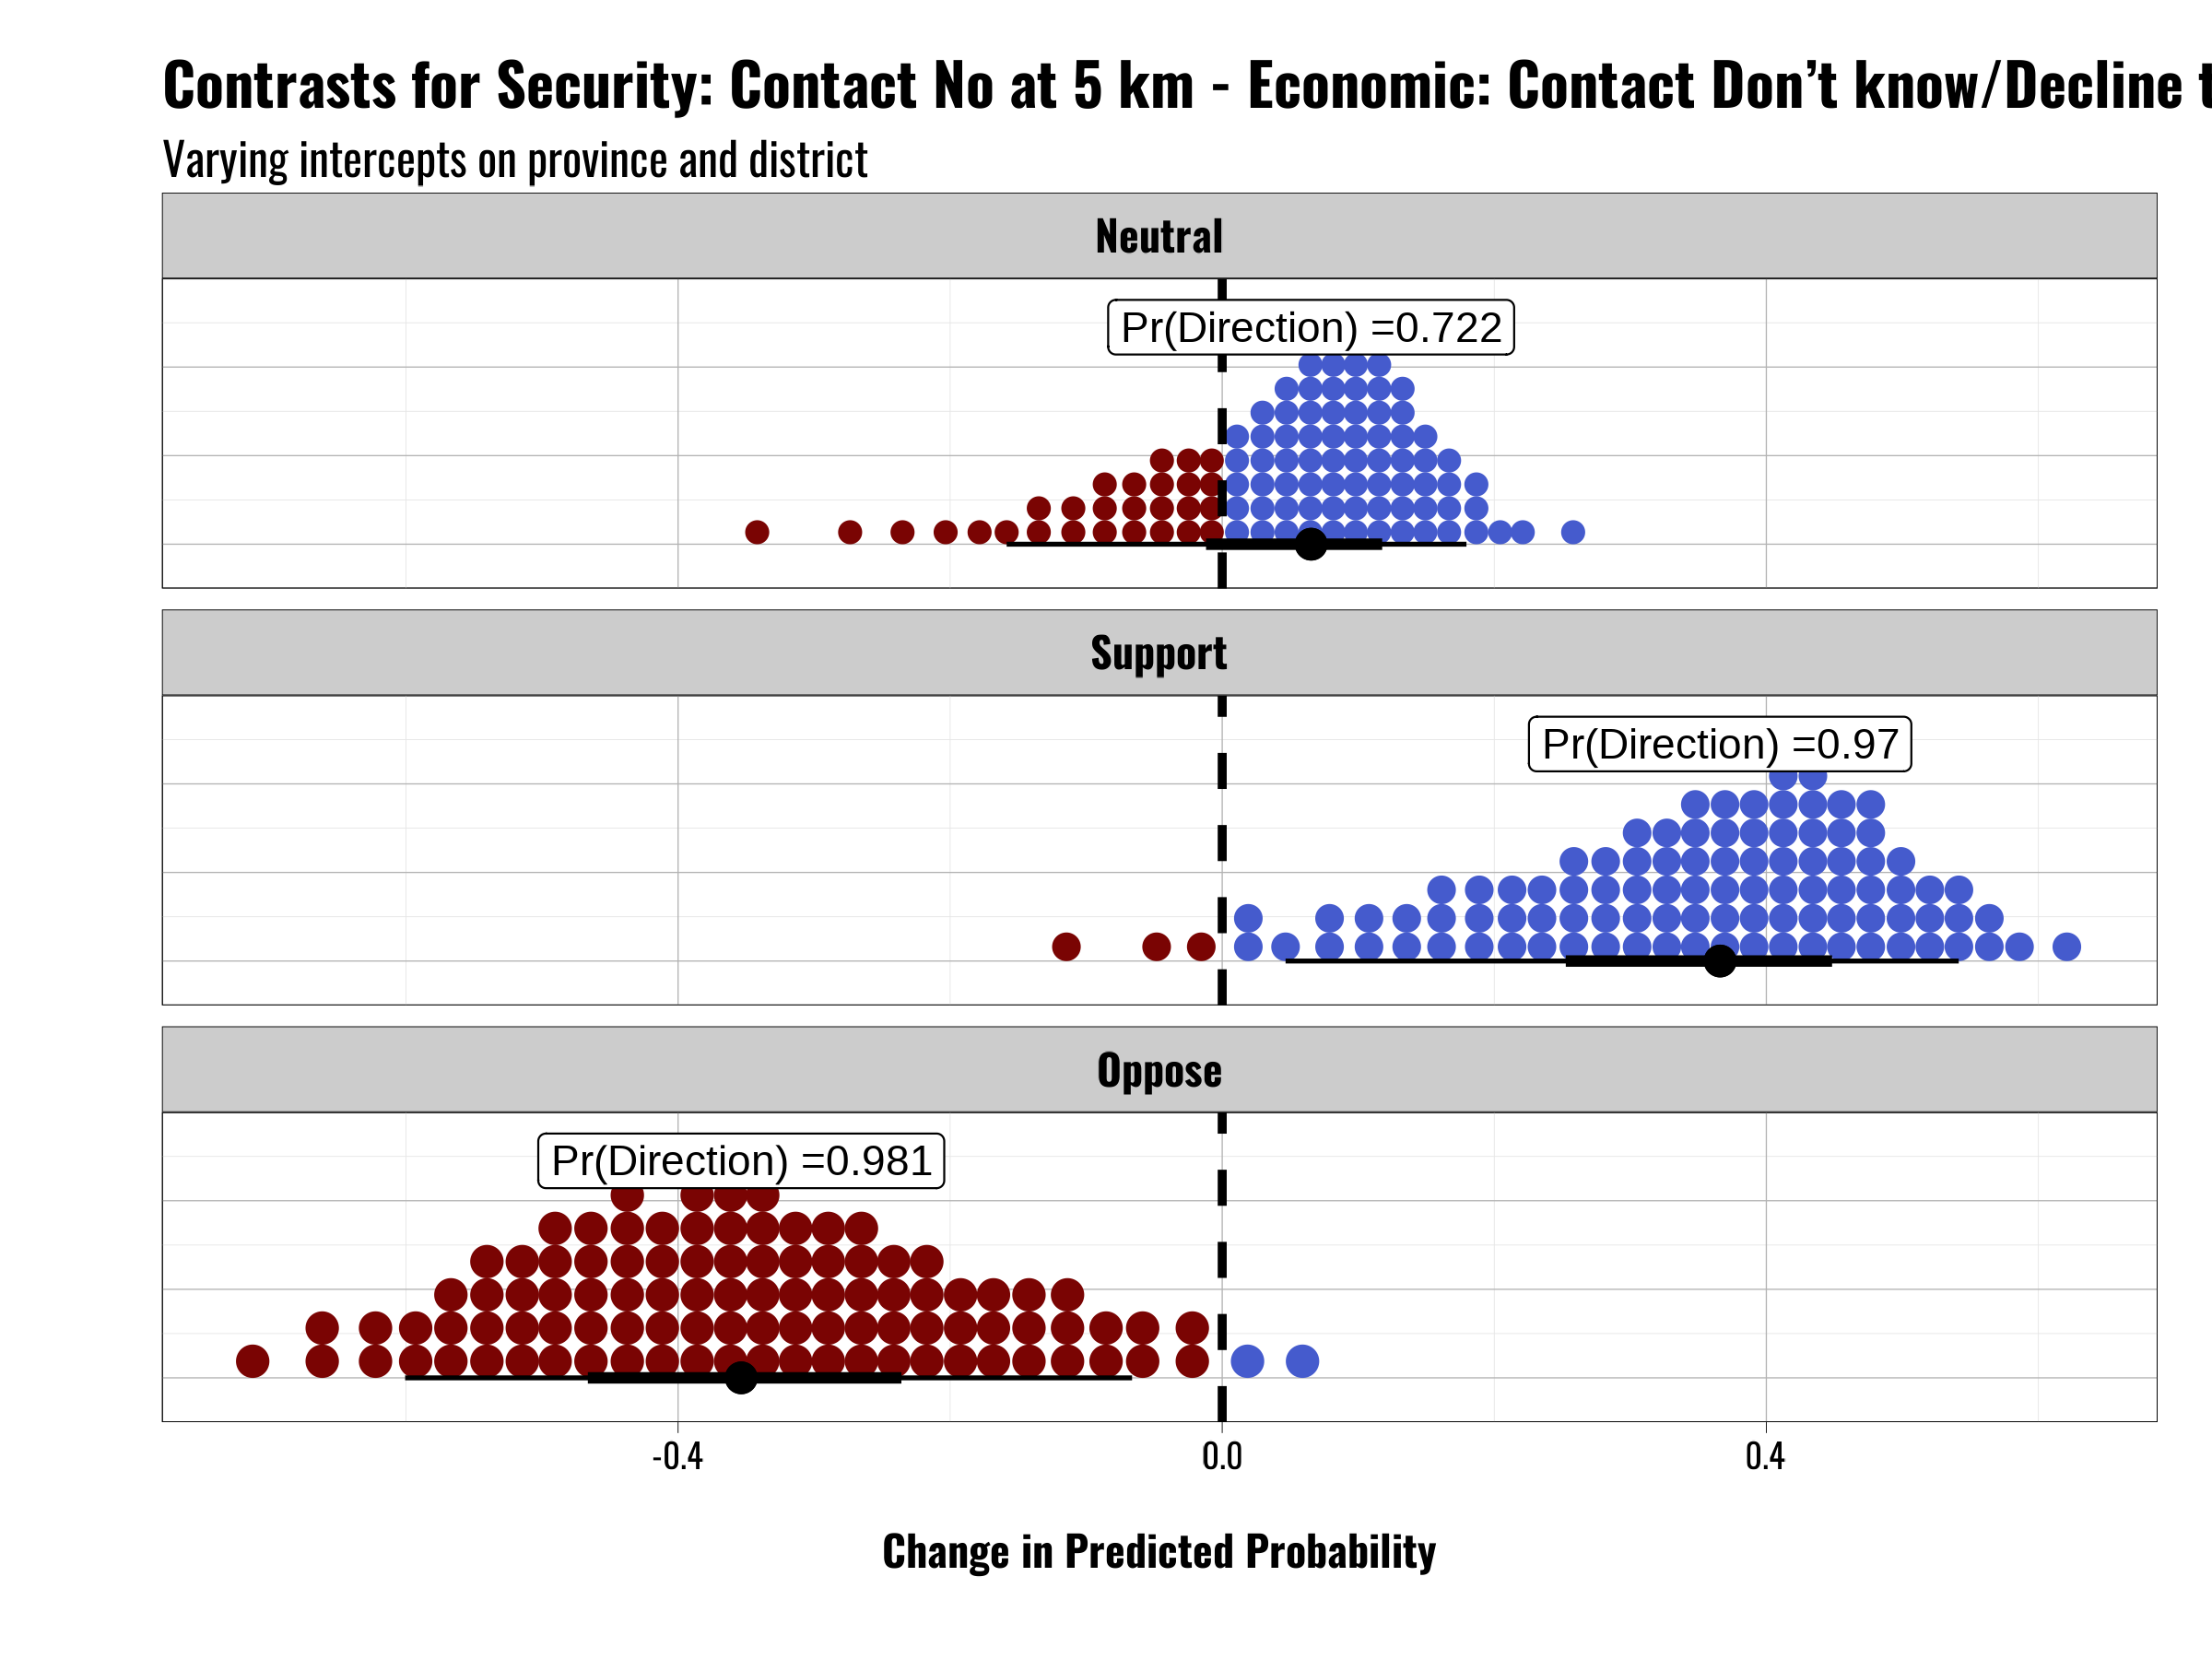 Contrasts for Security: Contact No at 5 km - Economic: Contact Don’t know/Decline
Varying intercepts on province and district
Neutral
Pr(Direction) =0.722
Support
Pr(Direction) =0.97
Oppose
Pr(Direction) =0.981
-0.4
0.0
0.4
Change in Predicted Probability